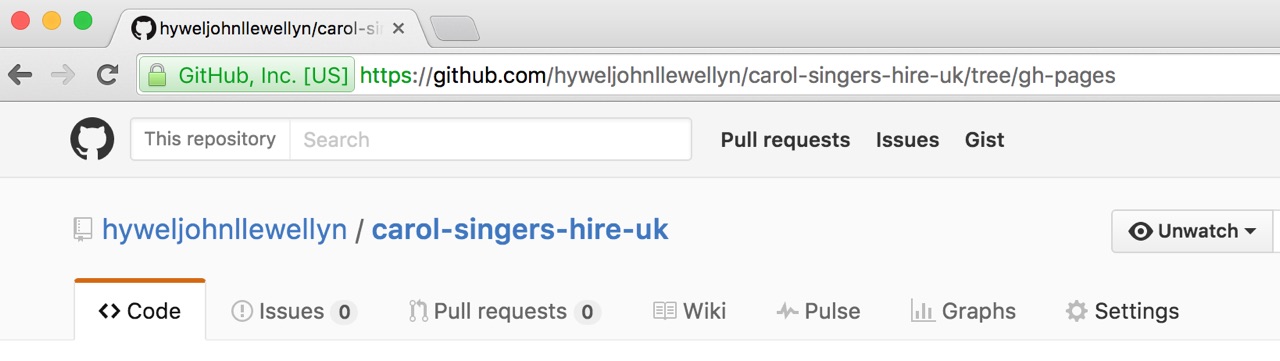 hyweljohnllewellyn/carol-si
GitHub, Inc. [US] https://github.com/hyweljohnllewellyn/carol-singers-hire-uk/tree/gh-pages
This repository Search Pull requests Issues Gist
hyweljohnllewellyn / carol-singers-hire-uk Unwatch
Code Issues 0 Pull requests 0 Wiki Pulse Graphs Settings